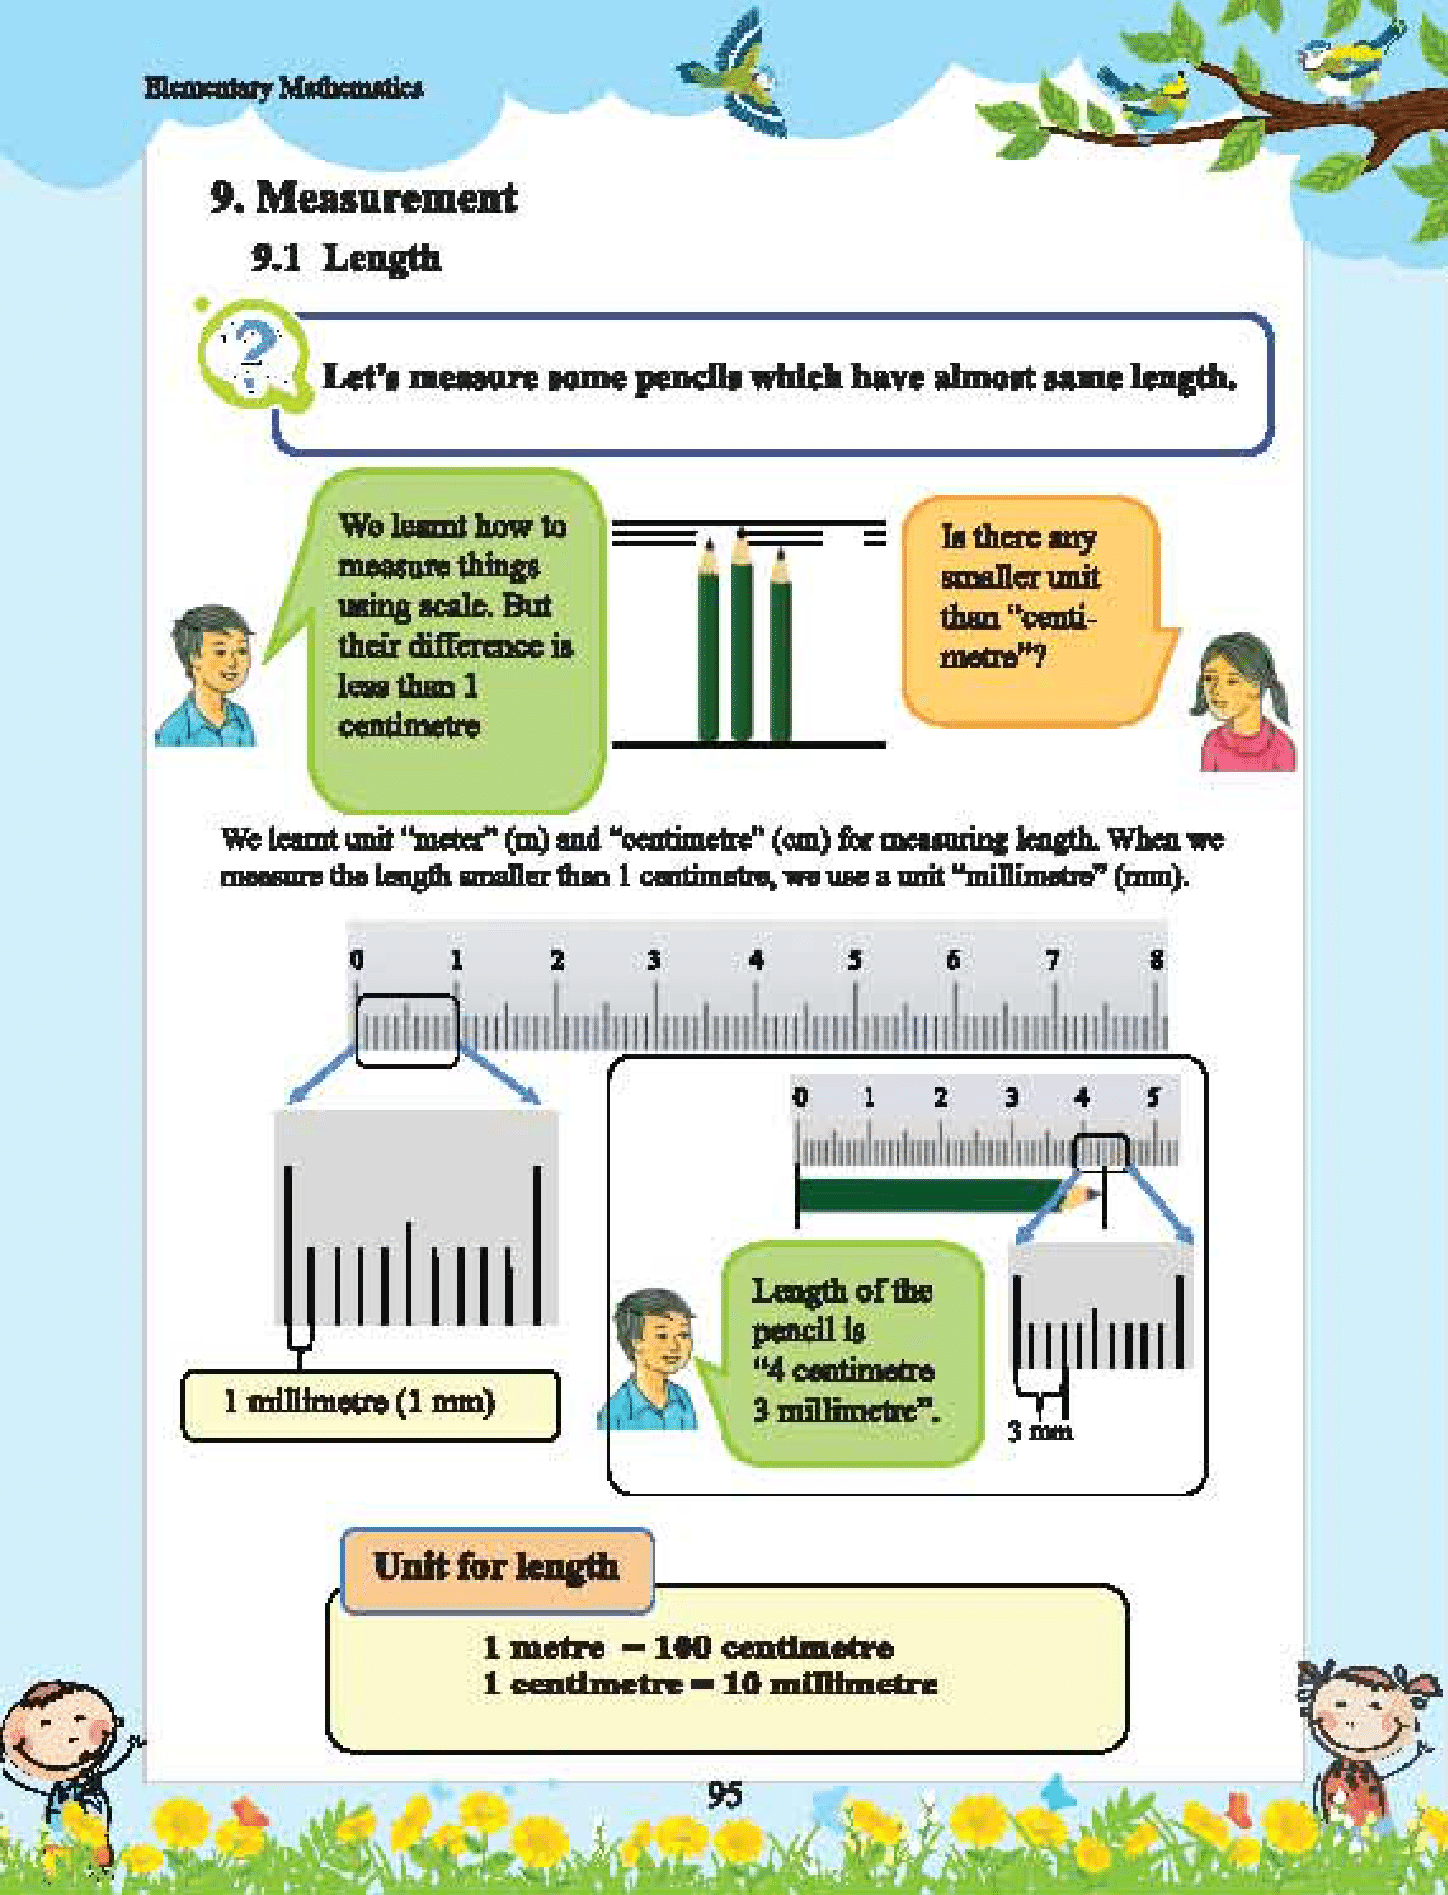 Elementary Mathematics
9. Measurement
9.1 Length
?
Let's measure some pencils which have almost same length.
We learnt how to
measure things
using scale. But
their difference is
less than 1
centimetre
Is there any
smaller unit
than "centi-
metre"?
We learnt unit "meter" (m) and "centimetre" (cm) for measuring length. When we
measure the length smaller than 1 centimetre, we use a unit "millimetre" (mm).
0 1 2 3 4 5 6 7 8
0 1 2 3 4 5
Length of the
pencil is
"4 centimetre
3 millimetre".
3 mm
1 millimetre (1 mm)
Unit for length
1 metre = 100 centimetre
1 centimetre = 10 millimetre
95